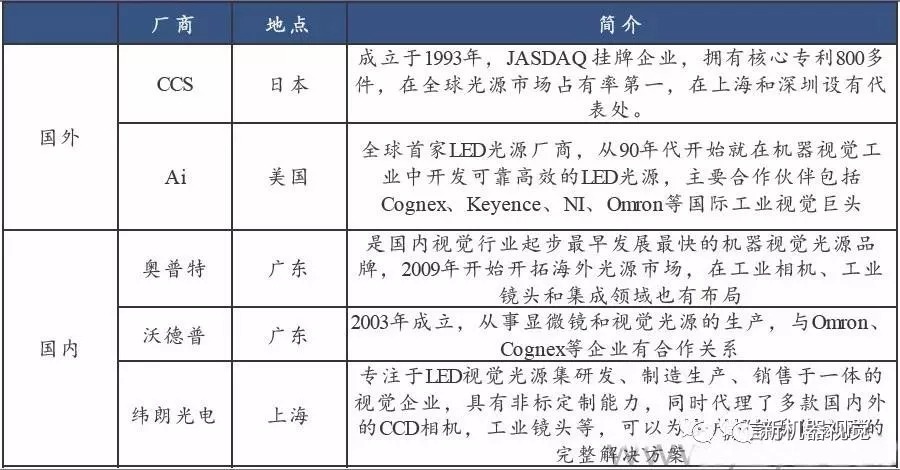 厂商 地点 简介
国外
CCS 日本
成立于1993年，JASDAQ 挂牌企业，拥有核心专利800多
件，在全球光源市场占有率第一，在上海和深圳设有代
表处。
Ai 美国
全球首家LED光源厂商，从90年代开始就在机器视觉工
业中开发可靠高效的LED光源，主要合作伙伴包括
Cognex、Keyence、NI、Omron等国际工业视觉巨头
国内
奥普特 广东
是国内视觉行业起步最早发展最快的机器视觉光源品
牌，2009年开始开拓海外光源市场，在工业相机、工业
镜头和集成领域也有布局
沃德普 广东
2003年成立，从事显微镜和视觉光源的生产，与Omron、
Cognex等企业有合作关系
纬朗光电 上海
专注于LED视觉光源集研发、制造生产、销售于一体的
视觉企业，具有非标定制能力，同时代理了多款国内外
的CCD相机，工业镜头等，可以为 的
完整解决方案
新机器视觉
www.